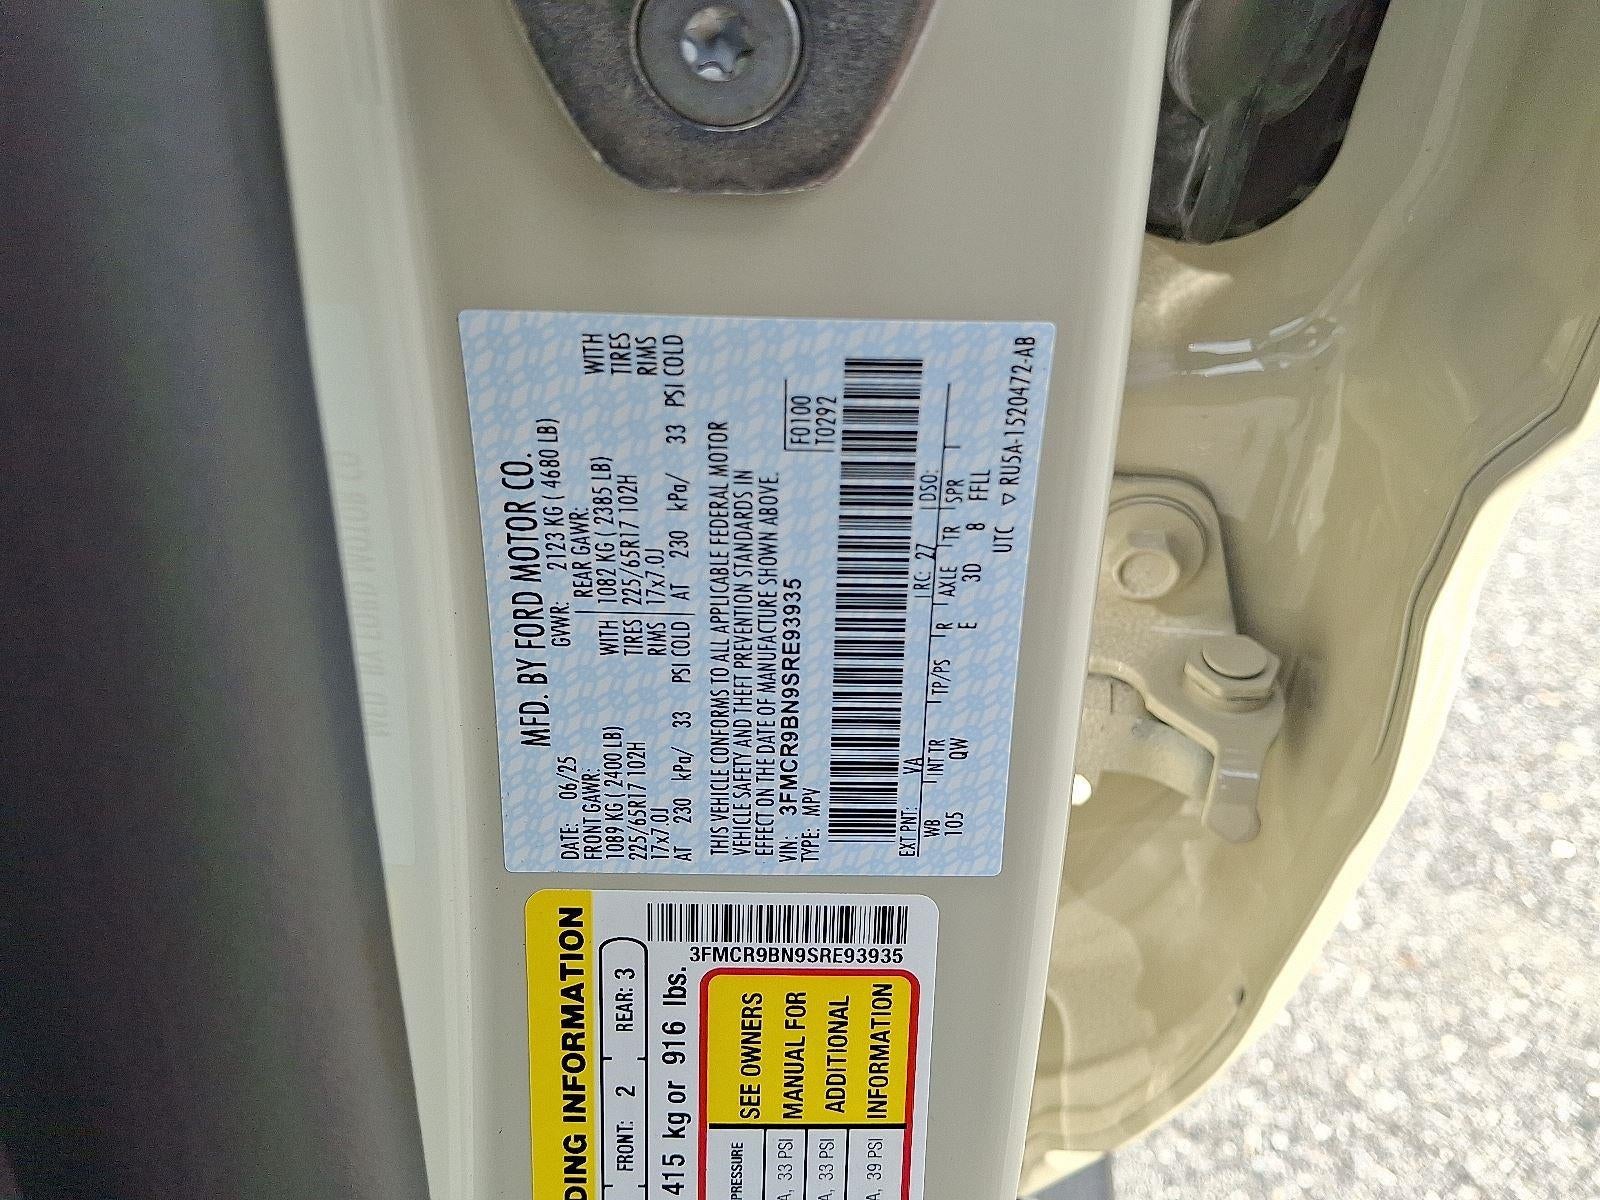 MFD. BY FORD MOTOR CO.
DATE: 06/25 GVWR: 2123 KG ( 4680 LB)
FRONT GAWR: REAR GAWR:
1089 KG ( 2400 LB) WITH 1082 KG ( 2385 LB) WITH
225/65R17 102H TIRES 225/65R17 102H TIRES
17x7.0J RIMS 17x7.0J RIMS
AT 230 kPa/ 33 PSI COLD AT 230 kPa/ 33 PSI COLD
THIS VEHICLE CONFORMS TO ALL APPLICABLE FEDERAL MOTOR
VEHICLE SAFETY AND THEFT PREVENTION STANDARDS IN
EFFECT ON THE DATE OF MANUFACTURE SHOWN ABOVE.
VIN: 3FMCR9BN9SRE93935 F0100
TYPE: MPV T0292
EXT PNT: VA RC: 27 DSO:
WB INT TR TP/PS R AXLE TR SPR
105 QW E 3D 8 FFLL
UTC ▽ RU5A-1520472-AB
DING INFORMATION
FRONT: 2 REAR: 3
415 kg or 916 lbs.
3FMCR9BN9SRE93935
PRESSURE SEE OWNERS
A, 33 PSI MANUAL FOR
A, 33 PSI ADDITIONAL
A, 39 PSI INFORMATION